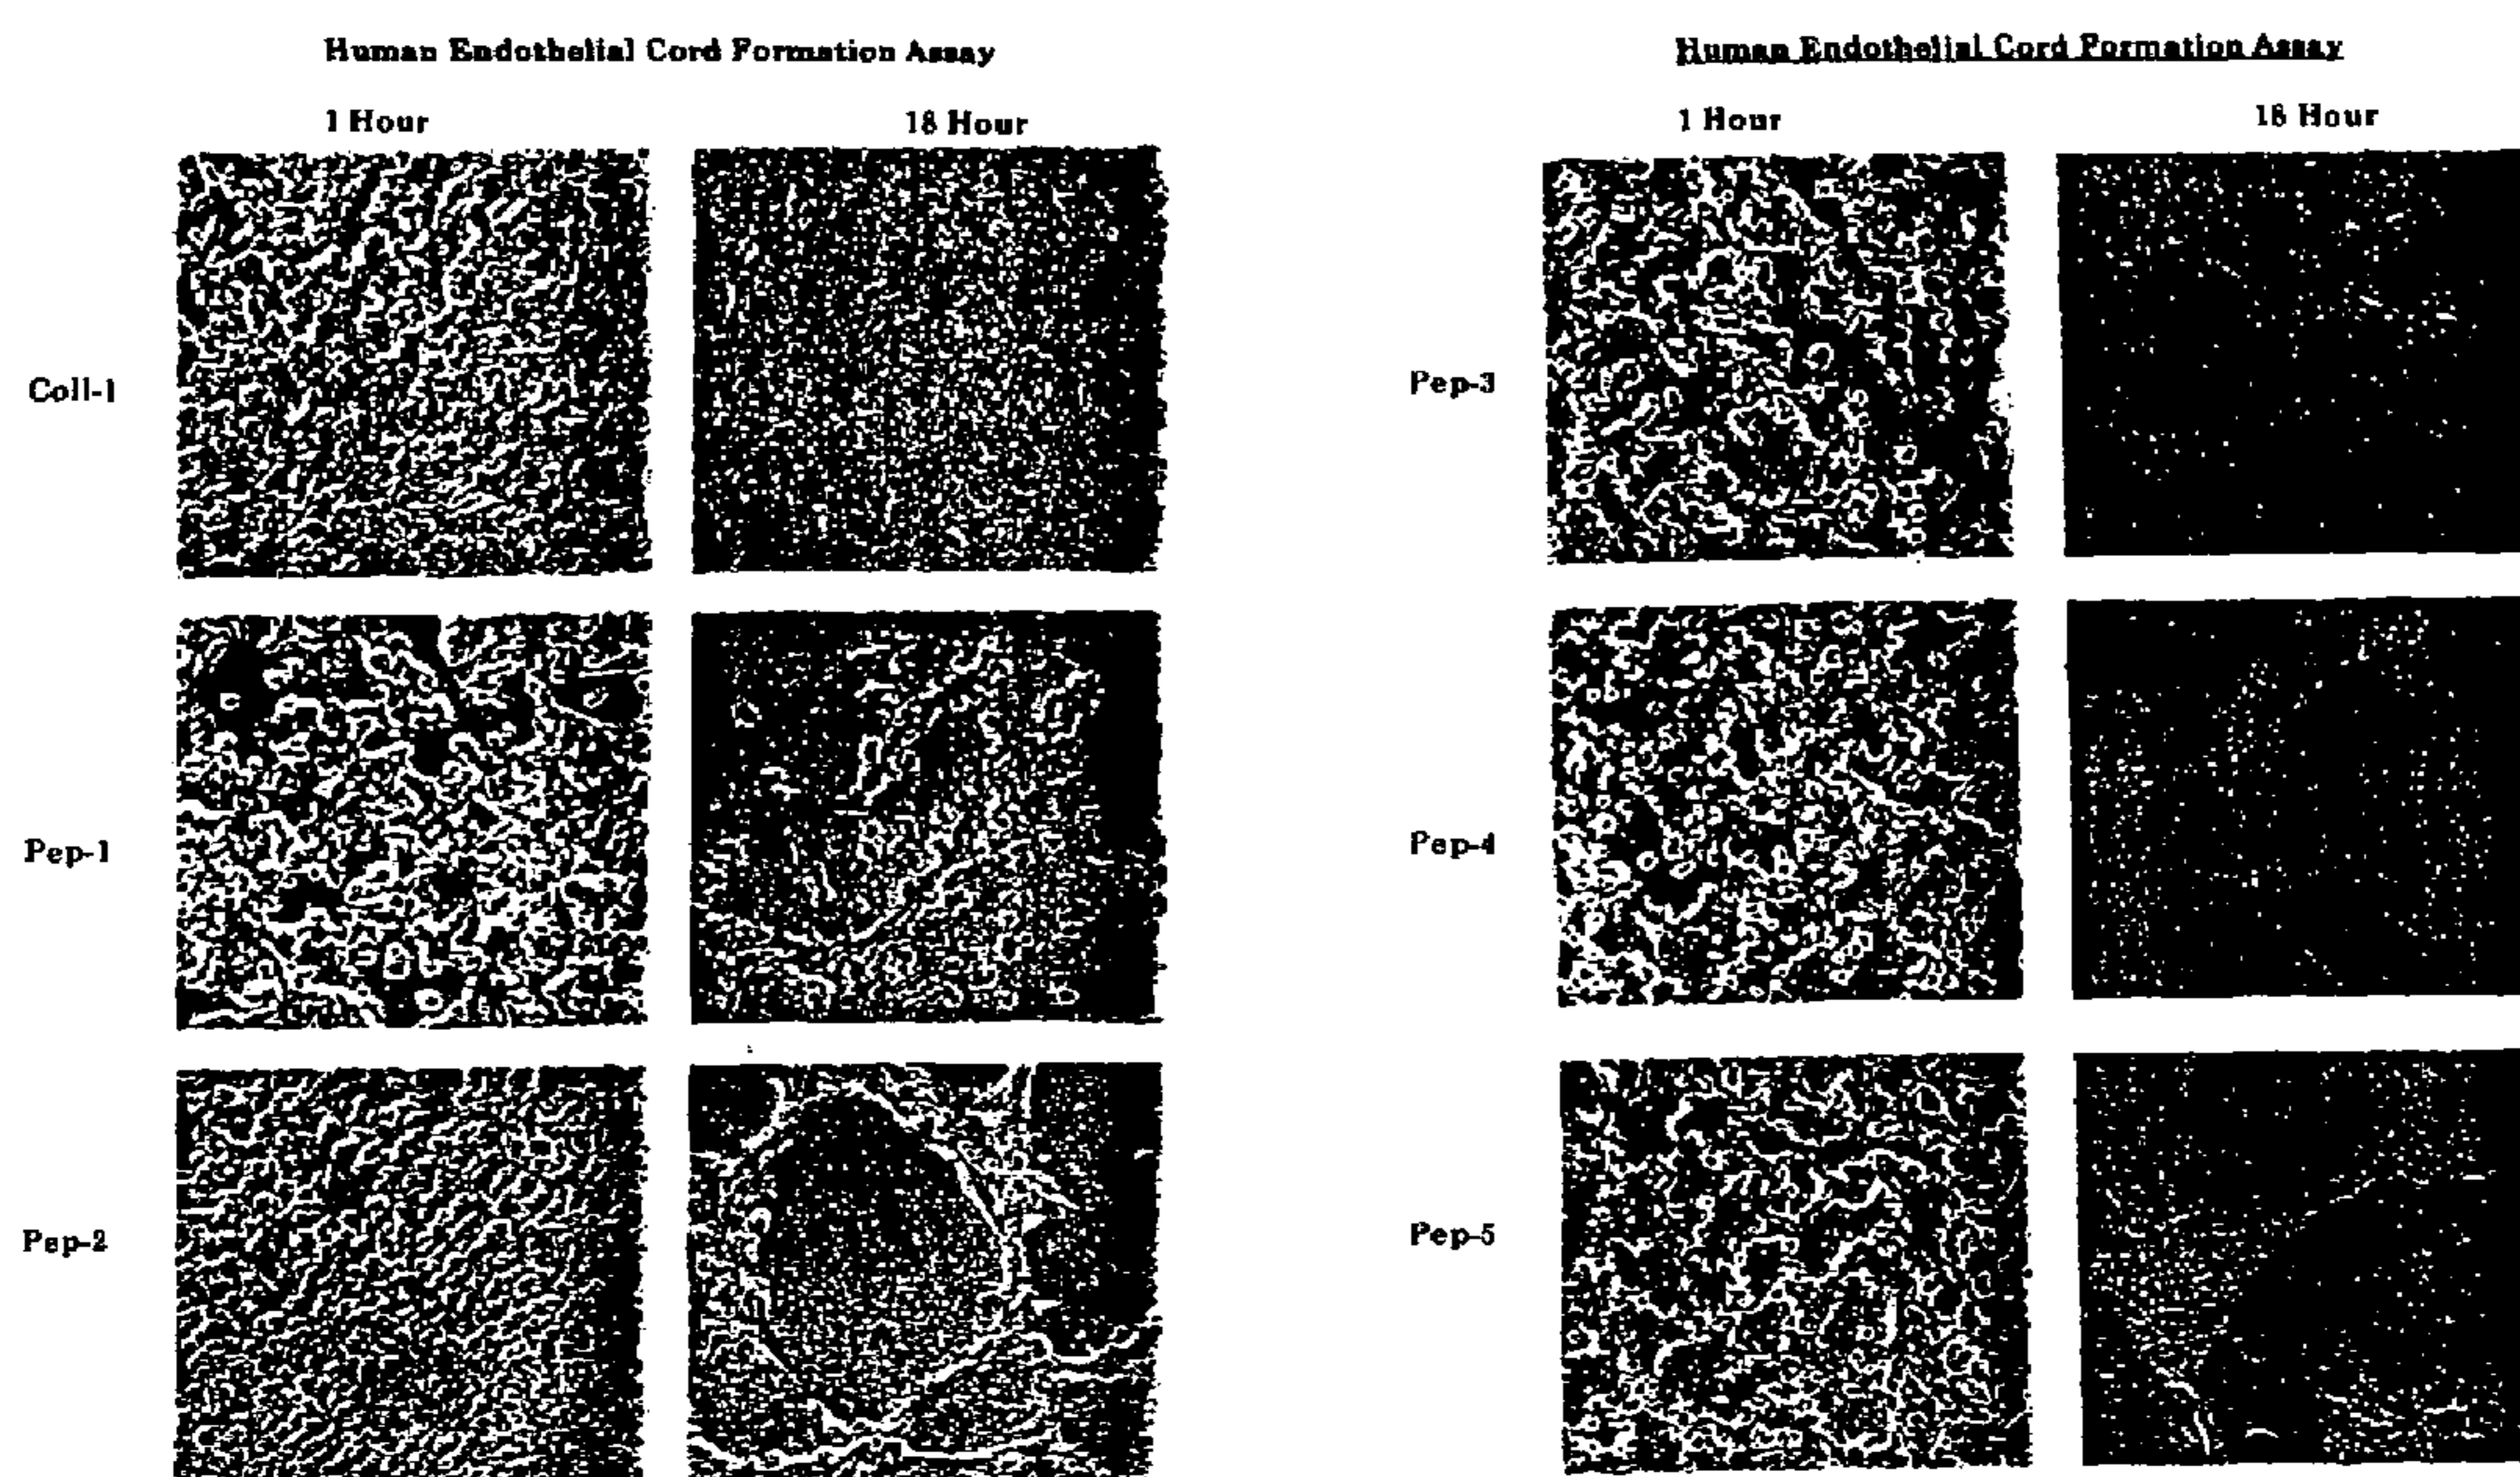 Human Endothelial Cord Formation Assay
1 Hour 18 Hour
Coll-1
Pep-1
Pep-2
Human Endothelial Cord Formation Assay
1 Hour 18 Hour
Pep-3
Pep-4
Pep-5